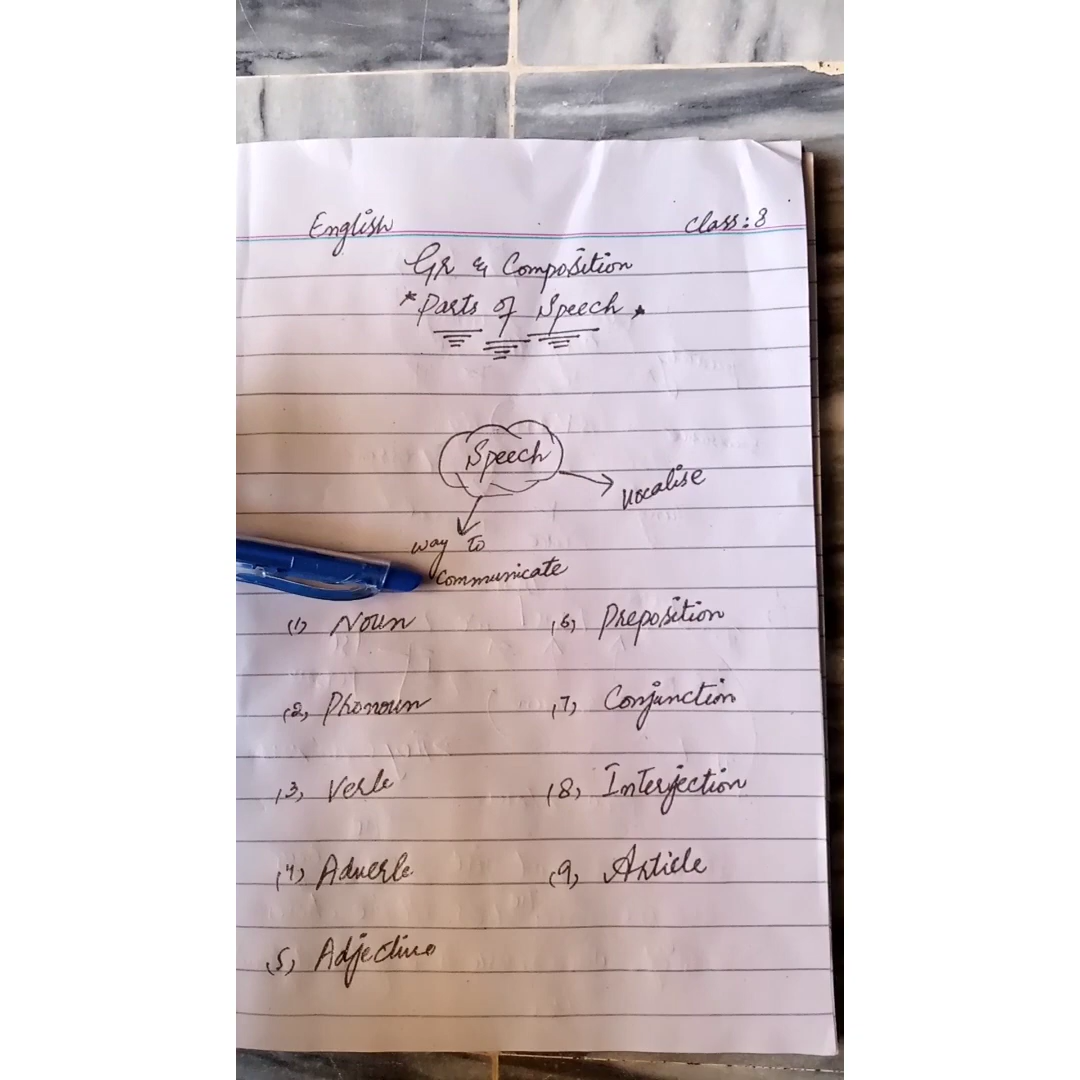 English Class: 8
Gr & Composition
*Parts of Speech*
Speech
vocalise
way to
communicate
(1) Noun
(2) Pronoun
(3) Verb
(4) Adverb
(5) Adjective
(6) Preposition
(7) Conjunction
(8) Interjection
(9) Article